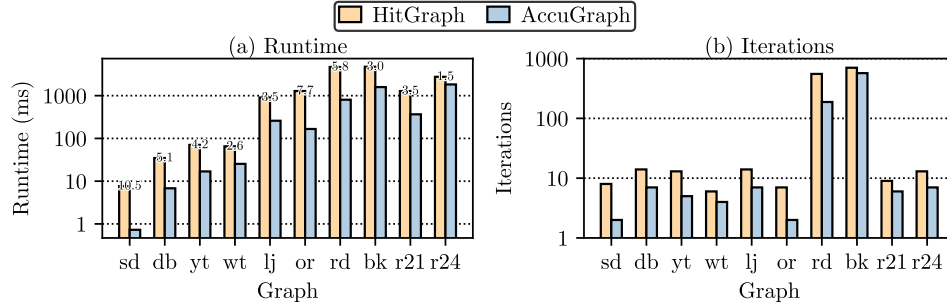 HitGraph AccuGraph
(a) Runtime
Runtime (ms)
1000
100
10
1
10.5 5.1 4.2 2.6 3.5 7.7 5.8 3.0 3.5 1.5
sd db yt wt lj or rd bk r21 r24
Graph
(b) Iterations
Iterations
1000
100
10
1
sd db yt wt lj or rd bk r21 r24
Graph